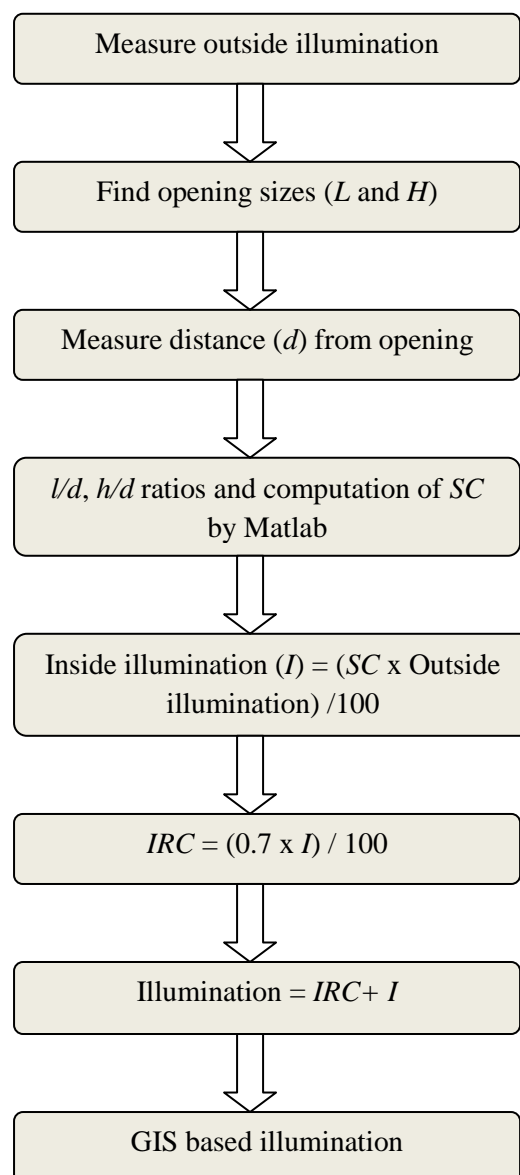 Measure outside illumination
Find opening sizes (L and H)
Measure distance (d) from opening
l/d, h/d ratios and computation of SC
by Matlab
Inside illumination (I) = (SC x Outside
illumination) /100
IRC = (0.7 x I) / 100
Illumination = IRC+ I
GIS based illumination